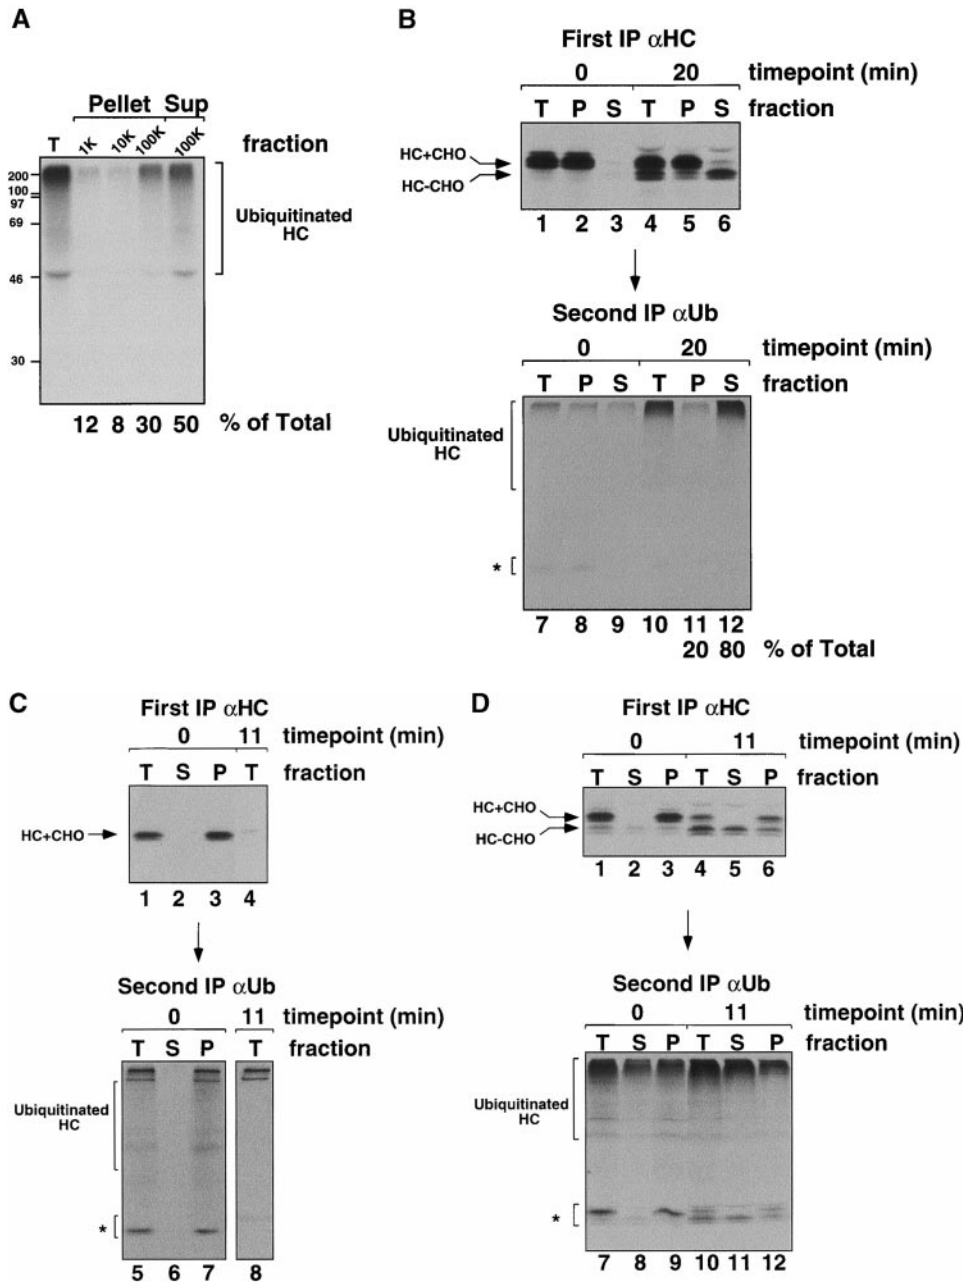 A
Pellet Sup
T 1K 10K 100K 100K fraction
200
100
97
69
46
30
Ubiquitinated
HC
12 8 30 50 % of Total
B
First IP αHC
0 20 timepoint (min)
T P S T P S fraction
HC+CHO
HC-CHO
1 2 3 4 5 6
Second IP αUb
0 20 timepoint (min)
T P S T P S fraction
Ubiquitinated
HC
*
7 8 9 10 11 12
20 80 % of Total
C
First IP αHC
0 11 timepoint (min)
T S P T fraction
HC+CHO
1 2 3 4
Second IP αUb
0 11 timepoint (min)
T S P T fraction
Ubiquitinated
HC
*
5 6 7 8
D
First IP αHC
0 11 timepoint (min)
T S P T S P fraction
HC+CHO
HC-CHO
1 2 3 4 5 6
Second IP αUb
0 11 timepoint (min)
T S P T S P fraction
Ubiquitinated
HC
*
7 8 9 10 11 12